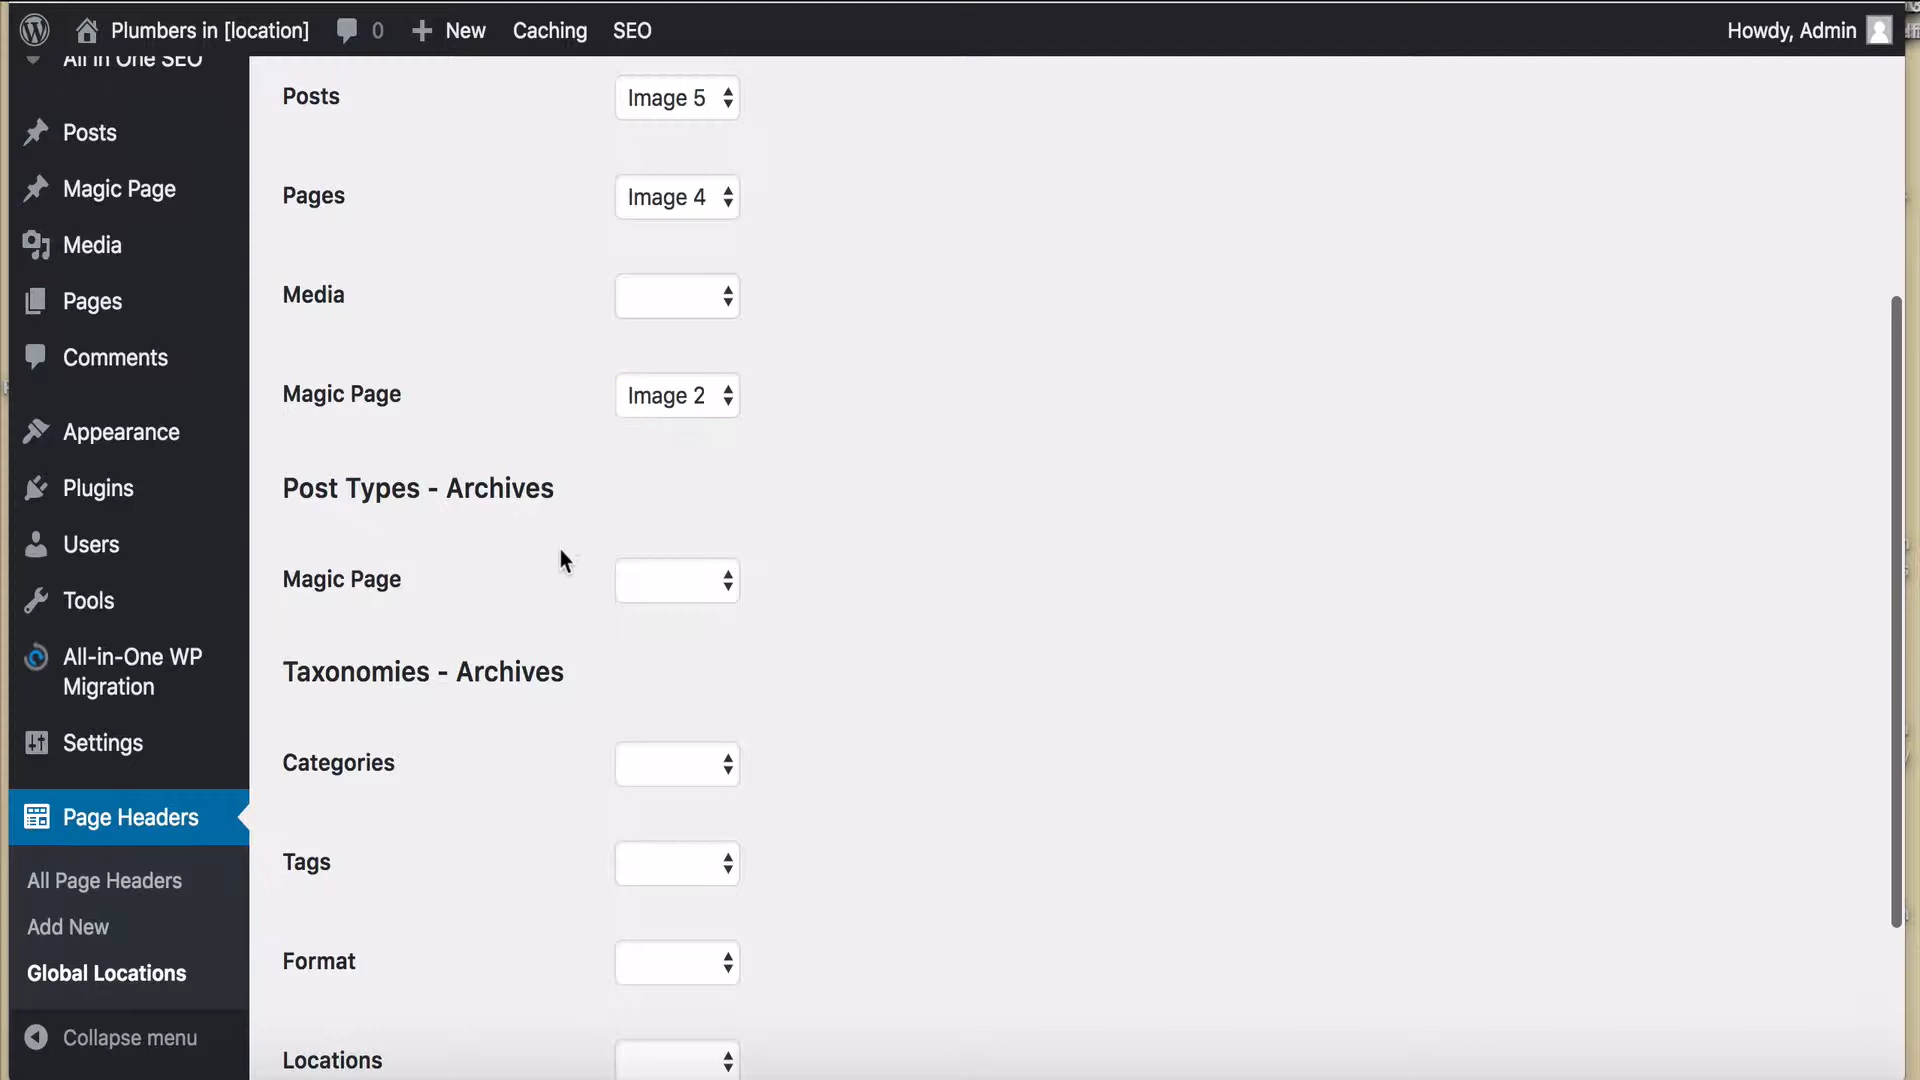 Plumbers in [location]
0
New
Caching
SEO
Howdy, Admin
All in One SEO
Posts
Magic Page
Media
Pages
Comments
Appearance
Plugins
Users
Tools
All-in-One WP
Migration
Settings
Page Headers
All Page Headers
Add New
Global Locations
Collapse menu
Posts
Image 5
Pages
Image 4
Media
Magic Page
Image 2
Post Types - Archives
Magic Page
Taxonomies - Archives
Categories
Tags
Format
Locations